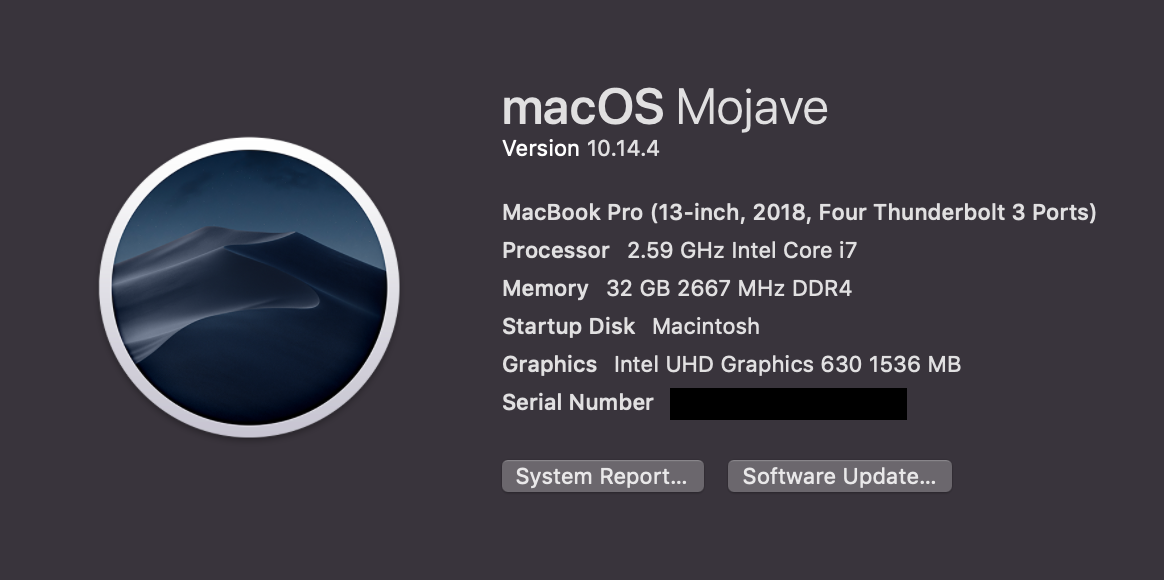 macOS Mojave
Version 10.14.4
MacBook Pro (13-inch, 2018, Four Thunderbolt 3 Ports)
Processor 2.59 GHz Intel Core i7
Memory 32 GB 2667 MHz DDR4
Startup Disk Macintosh
Graphics Intel UHD Graphics 630 1536 MB
Serial Number
System Report...
Software Update...